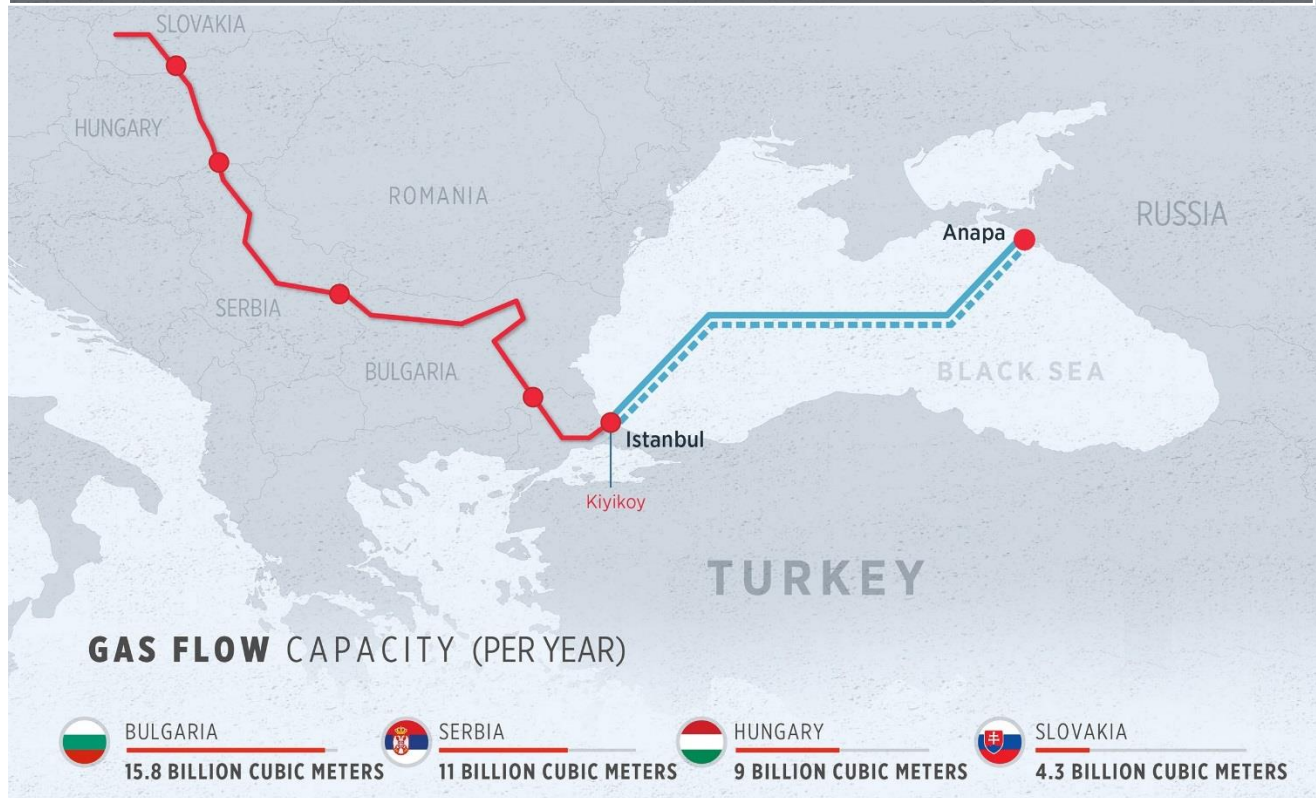 SLOVAKIA
HUNGARY
ROMANIA
RUSSIA
Anapa
SERBIA
BULGARIA
BLACK SEA
Istanbul
Kiyikoy
TURKEY
GAS FLOW CAPACITY (PER YEAR)
BULGARIA
15.8 BILLION CUBIC METERS
SERBIA
11 BILLION CUBIC METERS
HUNGARY
9 BILLION CUBIC METERS
SLOVAKIA
4.3 BILLION CUBIC METERS